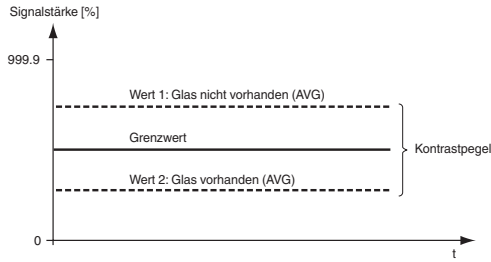 Signalstärke [%]
999.9
Wert 1: Glas nicht vorhanden (AVG)
Grenzwert
Kontrastpegel
Wert 2: Glas vorhanden (AVG)
0
t